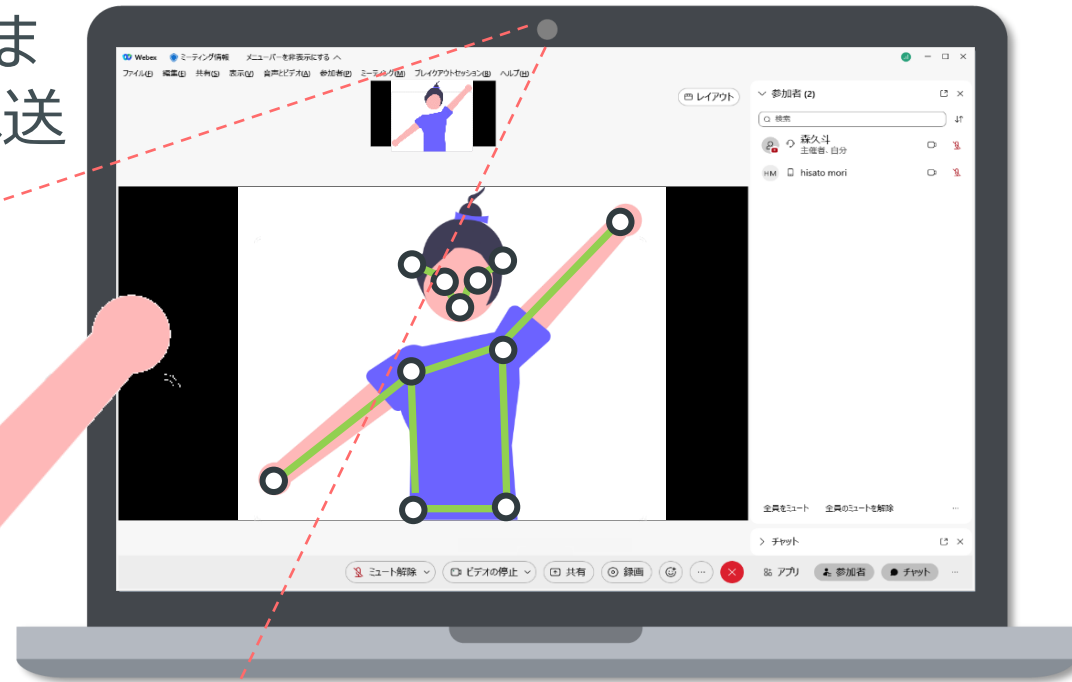 ま
送
Webex ミーティング情報 メニューバーを非表示にする へ
ファイル(F) 編集(E) 共有(S) 表示(V) 音声とビデオ(A) 参加者(P) ミーティング(M) ブレイクアウトセッション(B) ヘルプ(H)
レイアウト
参加者 (2)
検索
森久斗
主催者、自分
HM hisato mori
全員をミュート 全員のミュートを解除 ...
チャット
ミュート解除 ビデオの停止 共有 録画 ... アプリ 参加者 チャット ...